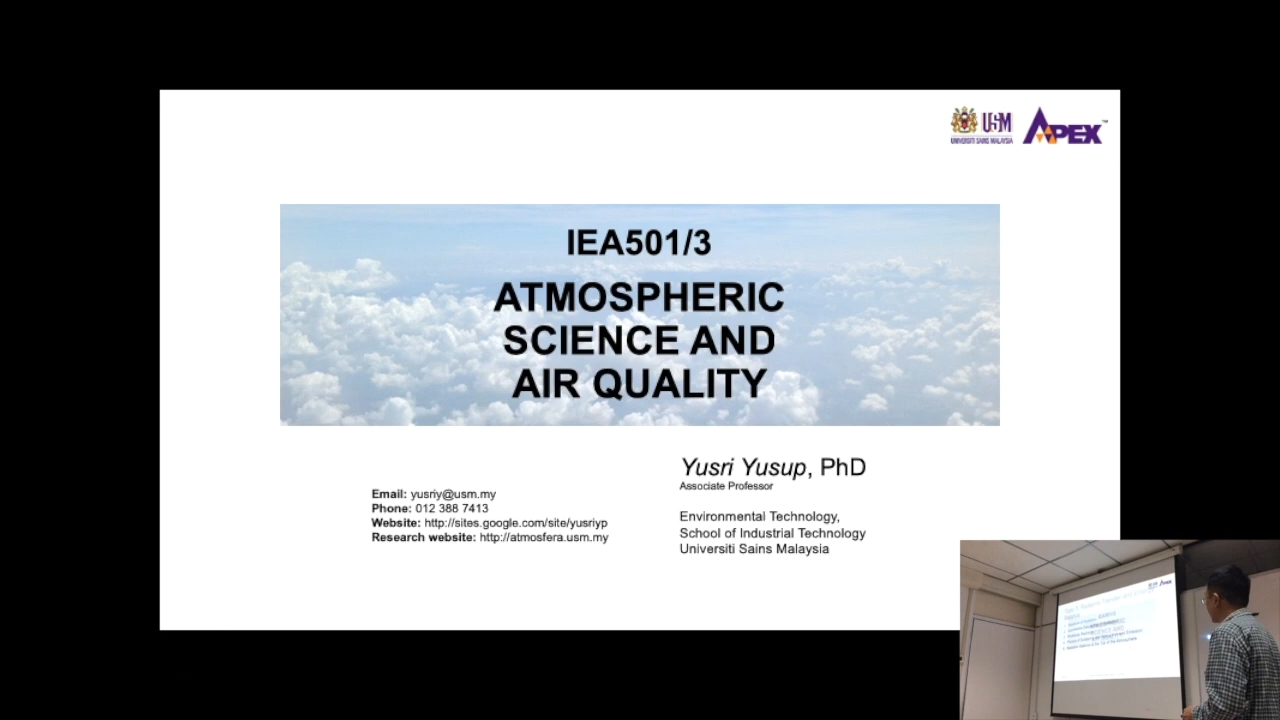 USM
UNIVERSITI SAINS MALAYSIA
APEX™
IEA501/3
ATMOSPHERIC
SCIENCE AND
AIR QUALITY
Yusri Yusup, PhD
Associate Professor
Email: yusriy@usm.my
Phone: 012 388 7413
Website: http://sites.google.com/site/yusriyp
Research website: http://atmosfera.usm.my
Environmental Technology,
School of Industrial Technology
Universiti Sains Malaysia
APEX